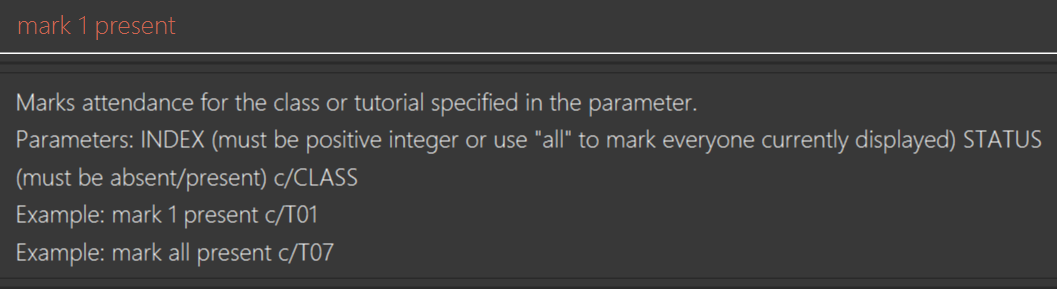 mark 1 present
Marks attendance for the class or tutorial specified in the parameter.
Parameters: INDEX (must be positive integer or use "all" to mark everyone currently displayed) STATUS
(must be absent/present) c/CLASS
Example: mark 1 present c/T01
Example: mark all present c/T07